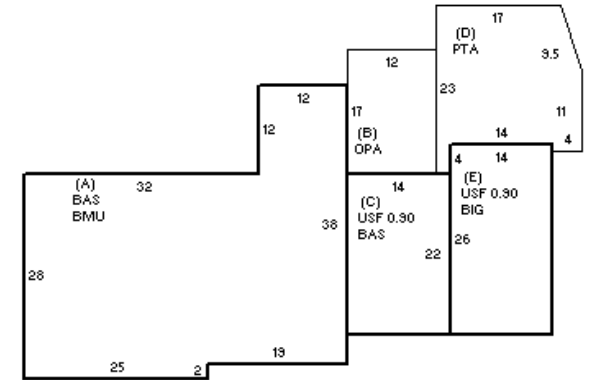 17
(D)
PTA
9.5
12
23
12
17
11
12
(B)
OPA
14
4
4
14
(A)
BAS
BMU
32
14
(C)
USF 0.90
BAS
(E)
USF 0.90
BIG
38
22
26
28
19
25
2